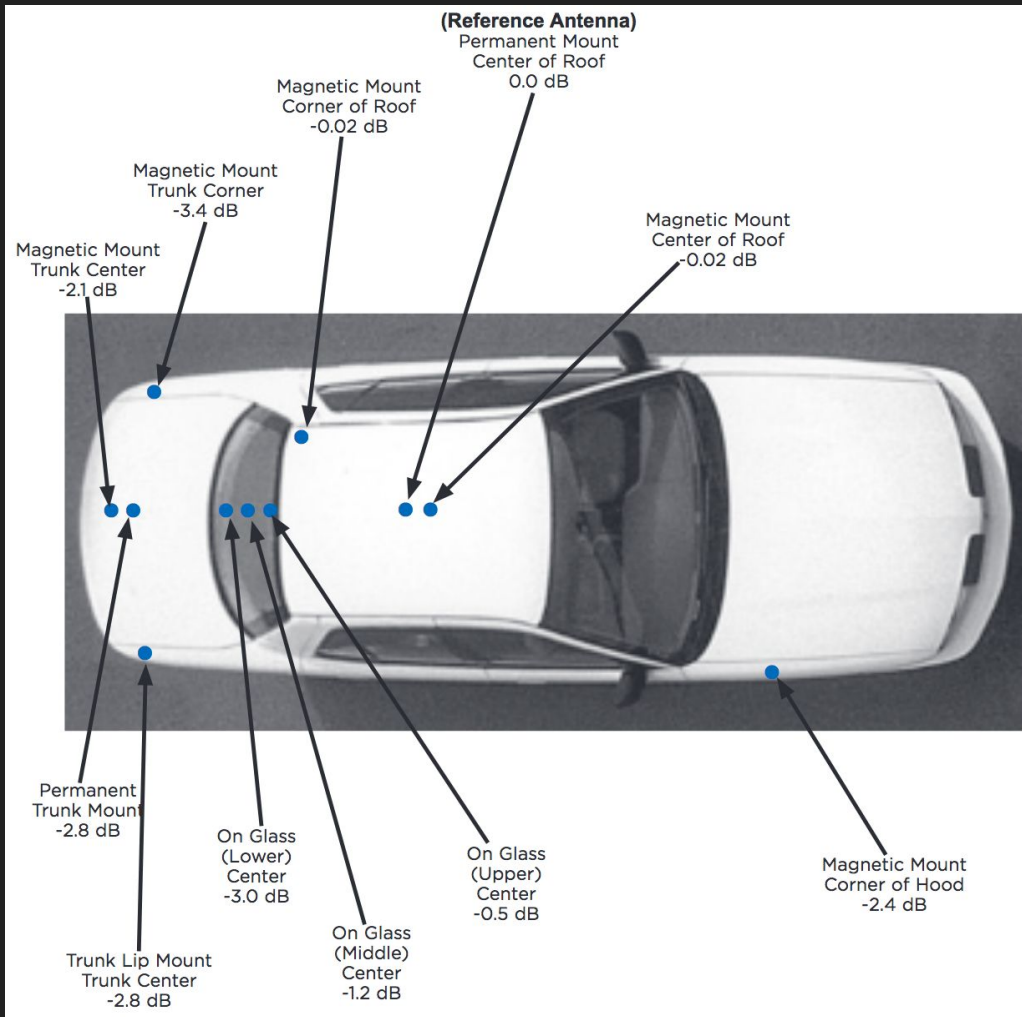 (Reference Antenna)
Permanent Mount
Center of Roof
0.0 dB
Magnetic Mount
Corner of Roof
-0.02 dB
Magnetic Mount
Trunk Corner
-3.4 dB
Magnetic Mount
Center of Roof
-0.02 dB
Magnetic Mount
Trunk Center
-2.1 dB
Permanent
Trunk Mount
-2.8 dB
On Glass
(Lower)
Center
-3.0 dB
On Glass
(Upper)
Center
-0.5 dB
Magnetic Mount
Corner of Hood
-2.4 dB
On Glass
(Middle)
Center
-1.2 dB
Trunk Lip Mount
Trunk Center
-2.8 dB